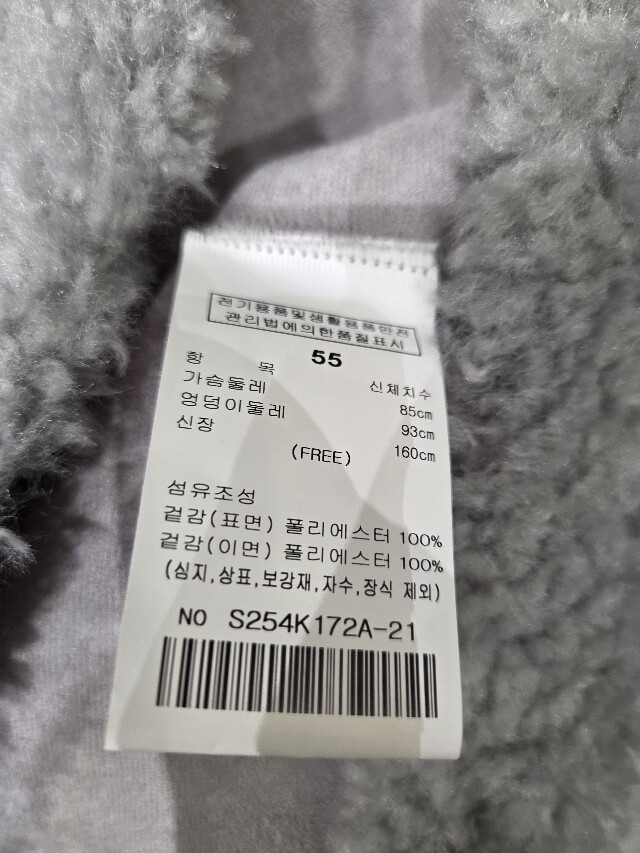 전기용품및생활용품안전
관리법에의한품질표시
55
항 목 신체치수
가슴둘레 85cm
엉덩이둘레 93cm
신장 160cm
(FREE)
섬유조성
겉감(표면) 폴리에스터 100%
겉감(이면) 폴리에스터 100%
(심지,상표,보강재,자수,장식 제외)
NO S254K172A-21